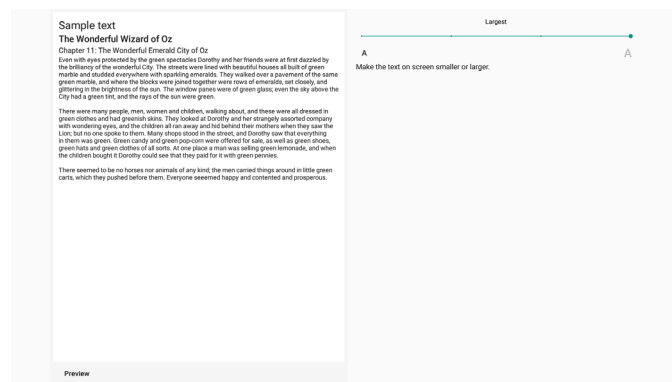 Sample text
The Wonderful Wizard of Oz
Chapter 11: The Wonderful Emerald City of Oz
Even with eyes protected by the green spectacles Dorothy and her friends were at first dazzled by
the brilliancy of the wonderful City. The streets were lined with beautiful houses all built of green
marble and studded everywhere with sparkling emeralds. They walked over a pavement of the same
green marble, and where the blocks were joined together were rows of emeralds, set closely, and
glittering in the brightness of the sun. The window panes were of green glass; even the sky above the
City had a green tint, and the rays of the sun were green.
There were many people, men, women and children, walking about, and these were all dressed in
green clothes and had greenish skins. They looked at Dorothy and her strangely assorted company
with wondering eyes, and the children all ran away and hid behind their mothers when they saw the
Lion; but no one spoke to them. Many shops stood in the street, and Dorothy saw that everything
in them was green. Green candy and green pop-corn were offered for sale, as well as green shoes,
green hats and green clothes of all sorts. At one place a man was selling green lemonade, and when
the children bought it Dorothy could see that they paid for it with green pennies.
There seemed to be no horses nor animals of any kind; the men carried things around in little green
carts, which they pushed before them. Everyone seeemed happy and contented and prosperous.
Preview
Largest
A A
Make the text on screen smaller or larger.